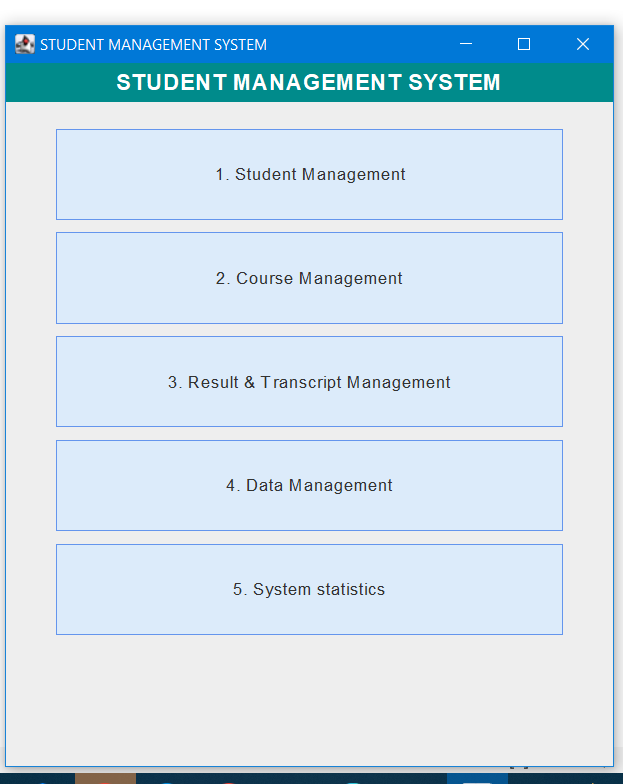 STUDENT MANAGEMENT SYSTEM
STUDENT MANAGEMENT SYSTEM
1. Student Management
2. Course Management
3. Result & Transcript Management
4. Data Management
5. System statistics